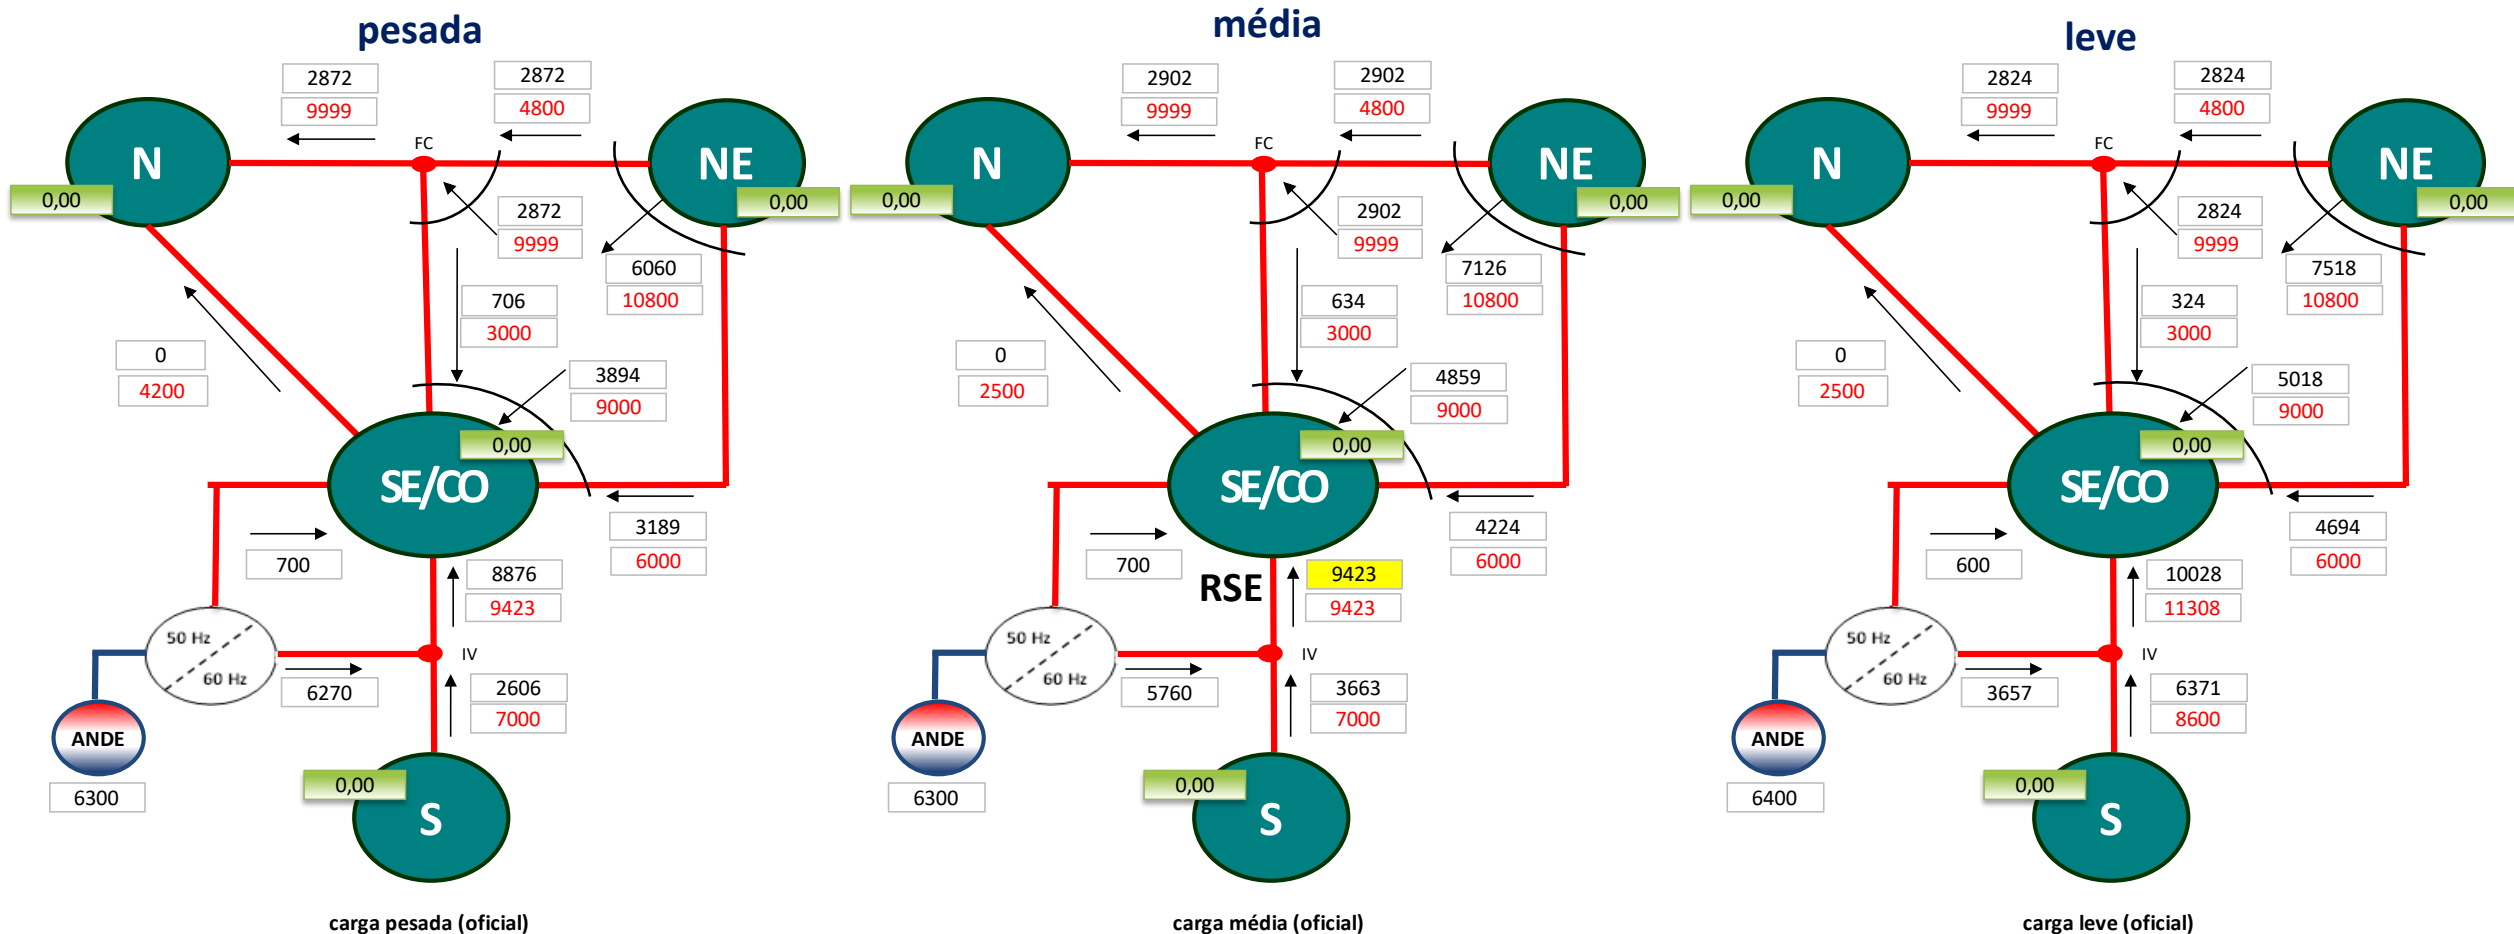 pesada
2872
9999
2872
4800
N
FC
NE
0,00
0,00
2872
9999
6060
10800
706
3000
0
4200
3894
9000
0,00
SE/CO
3189
6000
700
8876
9423
50 Hz
60 Hz
IV
6270
2606
7000
ANDE
6300
0,00
S
carga pesada (oficial)
média
2902
9999
2902
4800
N
FC
NE
0,00
0,00
2902
9999
7126
10800
634
3000
0
2500
4859
9000
0,00
SE/CO
4224
6000
700
RSE
9423
9423
50 Hz
60 Hz
IV
5760
3663
7000
ANDE
6300
0,00
S
carga média (oficial)
leve
2824
9999
2824
4800
N
FC
NE
0,00
0,00
2824
9999
7518
10800
324
3000
0
2500
5018
9000
0,00
SE/CO
4694
6000
600
10028
11308
50 Hz
60 Hz
IV
3657
6371
8600
ANDE
6400
0,00
S
carga leve (oficial)